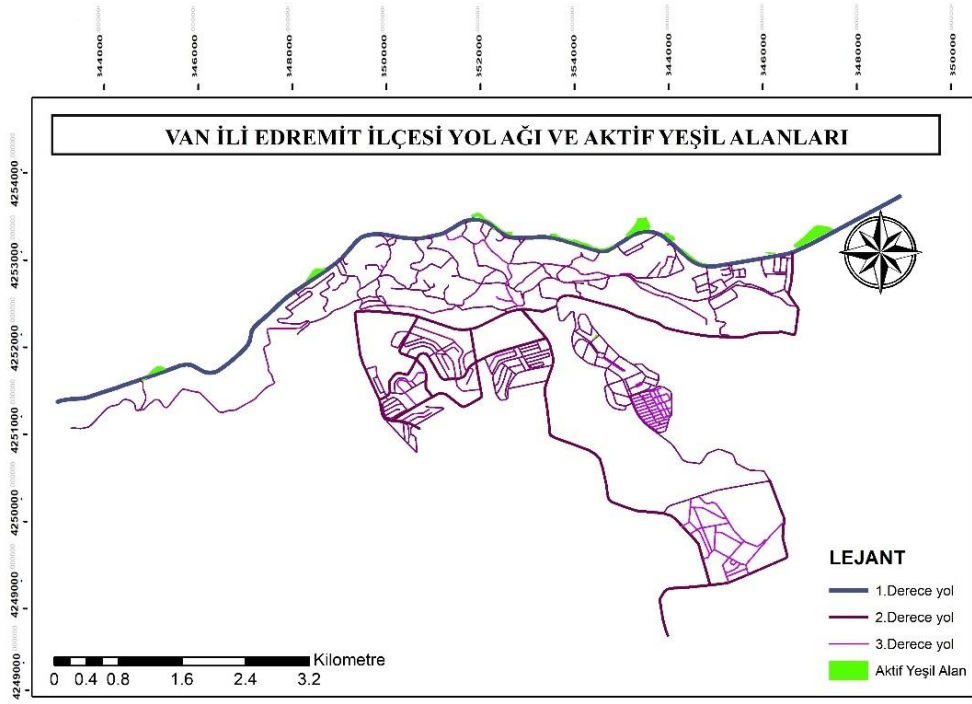 344000
346000
348000
350000
352000
354000
344000
346000
348000
350000
VAN İLİ EDREMİT İLÇESİ YOL AĞI VE AKTİF YEŞİL ALANLARI
4254000
4253000
4252000
4251000
4250000
4249000
4249000
LEJANT
1.Derece yol
2.Derece yol
3.Derece yol
Aktif Yeşil Alan
Kilometre
0 0.4 0.8 1.6 2.4 3.2